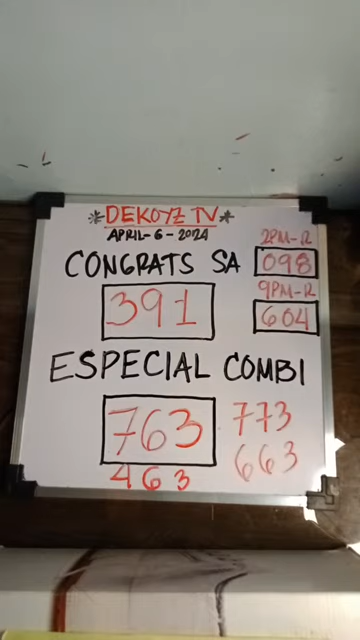 *DEKOYZ TV*
APRIL-6-2024
2PM-R
CONGRATS SA 098
391
9PM-R
604
ESPECIAL COMBI
763 773
663
463